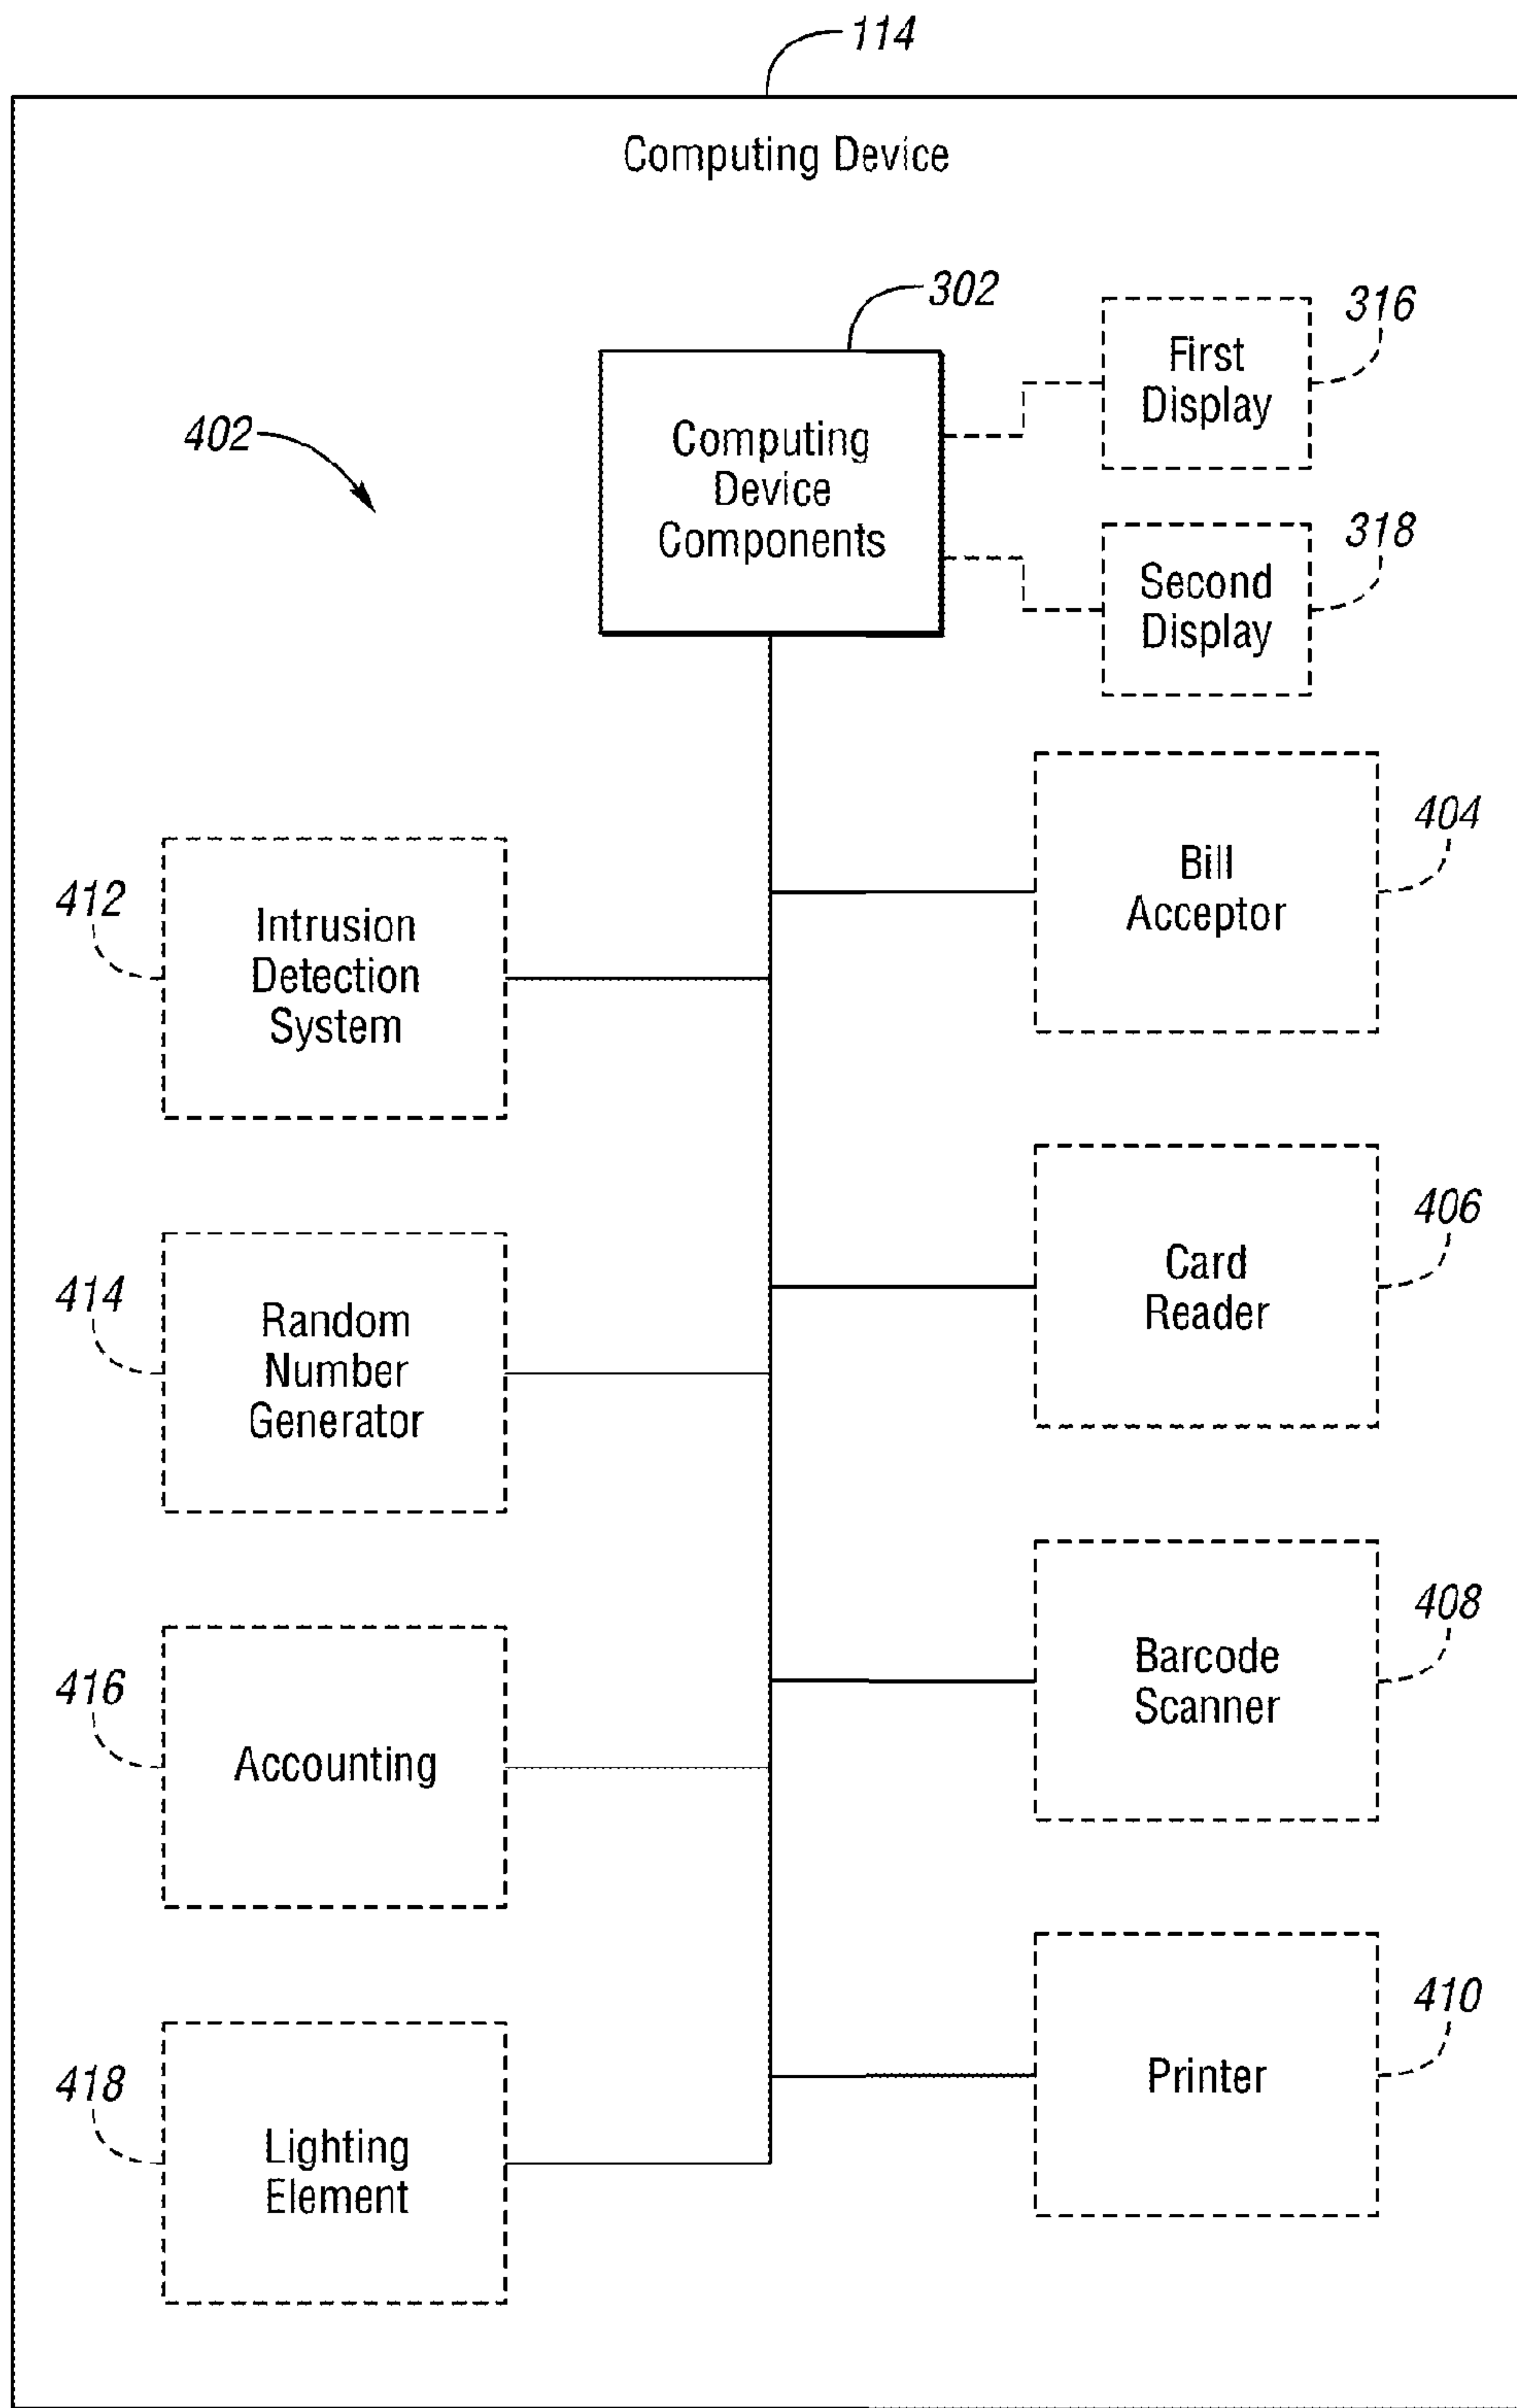 114
Computing Device
302
316
First
Display
402
Computing
Device
Components
318
Second
Display
404
Bill
Acceptor
412
Intrusion
Detection
System
406
Card
Reader
414
Random
Number
Generator
408
Barcode
Scanner
416
Accounting
410
Printer
418
Lighting
Element